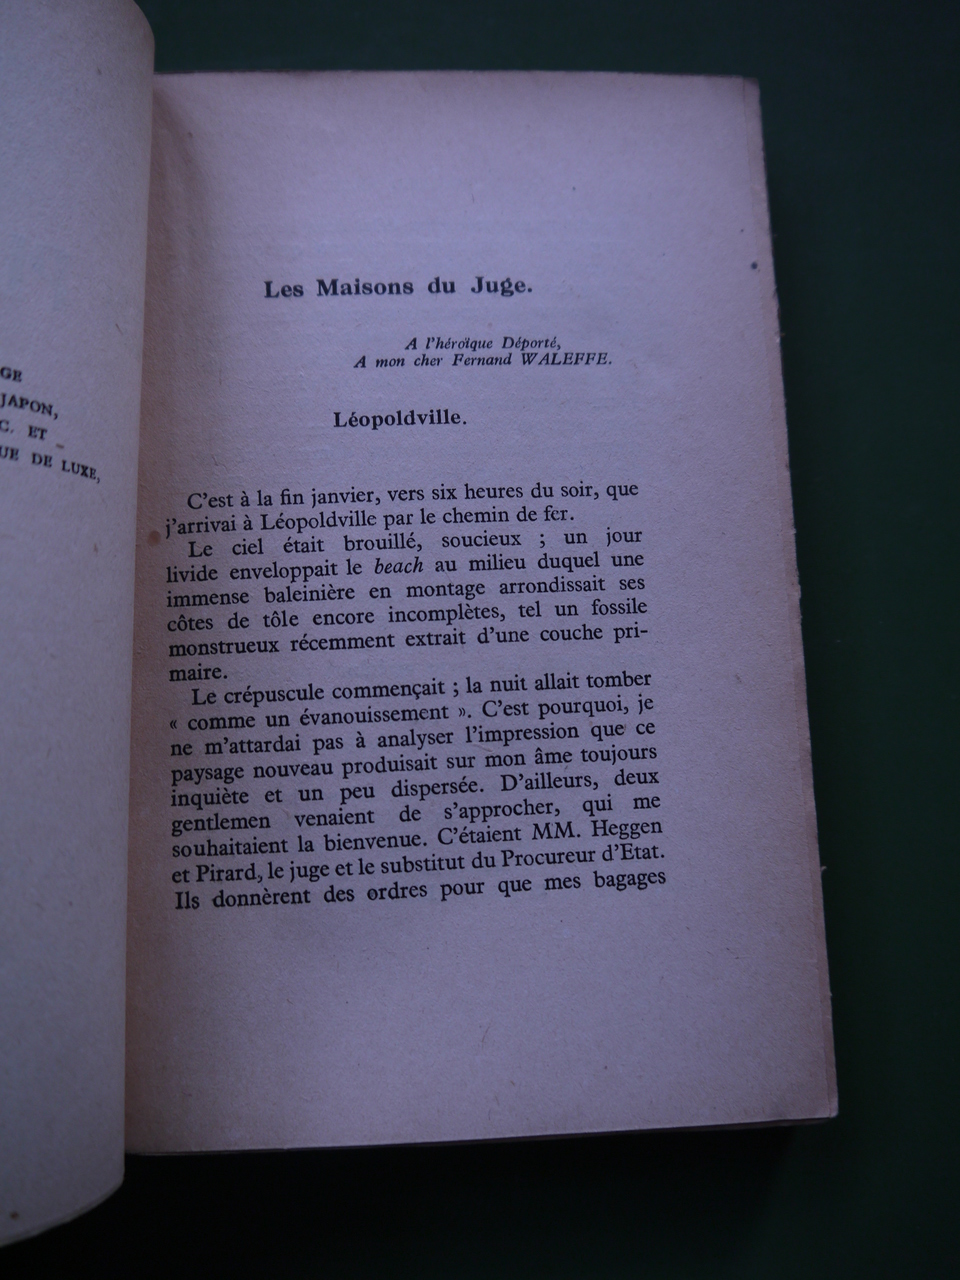 GE
JAPON,
C. ET
UE DE LUXE,
Les Maisons du Juge.
A l'héroïque Déporté,
A mon cher Fernand WALEFFE.
Léopoldville.
C'est à la fin janvier, vers six heures du soir, que
j'arrivai à Léopoldville par le chemin de fer.
Le ciel était brouillé, soucieux ; un jour
livide enveloppait le beach au milieu duquel une
immense baleinière en montage arrondissait ses
côtes de tôle encore incomplètes, tel un fossile
monstrueux récemment extrait d'une couche pri-
maire.
Le crépuscule commençait ; la nuit allait tomber
« comme un évanouissement ». C'est pourquoi, je
ne m'attardai pas à analyser l'impression que ce
paysage nouveau produisait sur mon âme toujours
inquiète et un peu dispersée. D'ailleurs, deux
gentlemen venaient de s'approcher, qui me
souhaitaient la bienvenue. C'étaient MM. Heggen
et Pirard, le juge et le substitut du Procureur d'Etat.
Ils donnèrent des ordres pour que mes bagages